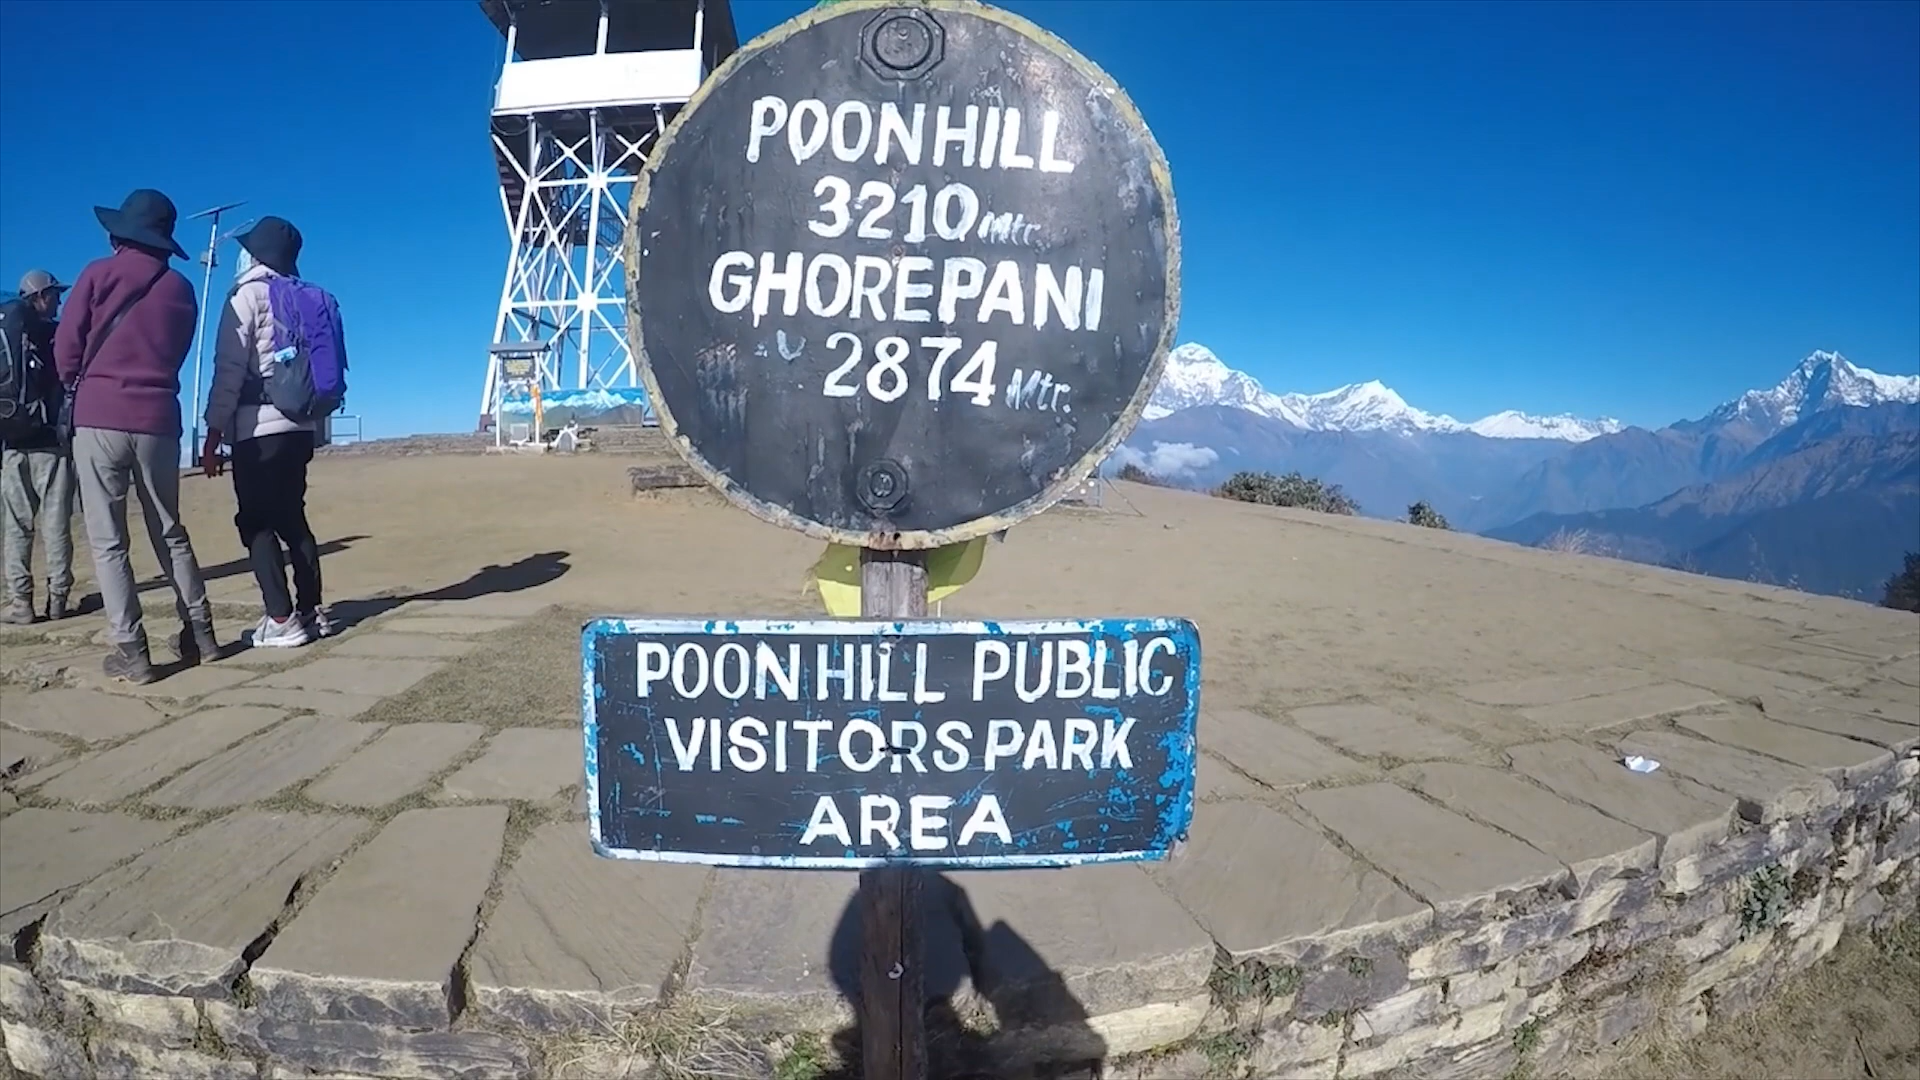 POONHILL
3210 Mtr.
GHOREPANI
2874 Mtr.
POON HILL PUBLIC
VISITORS PARK
AREA